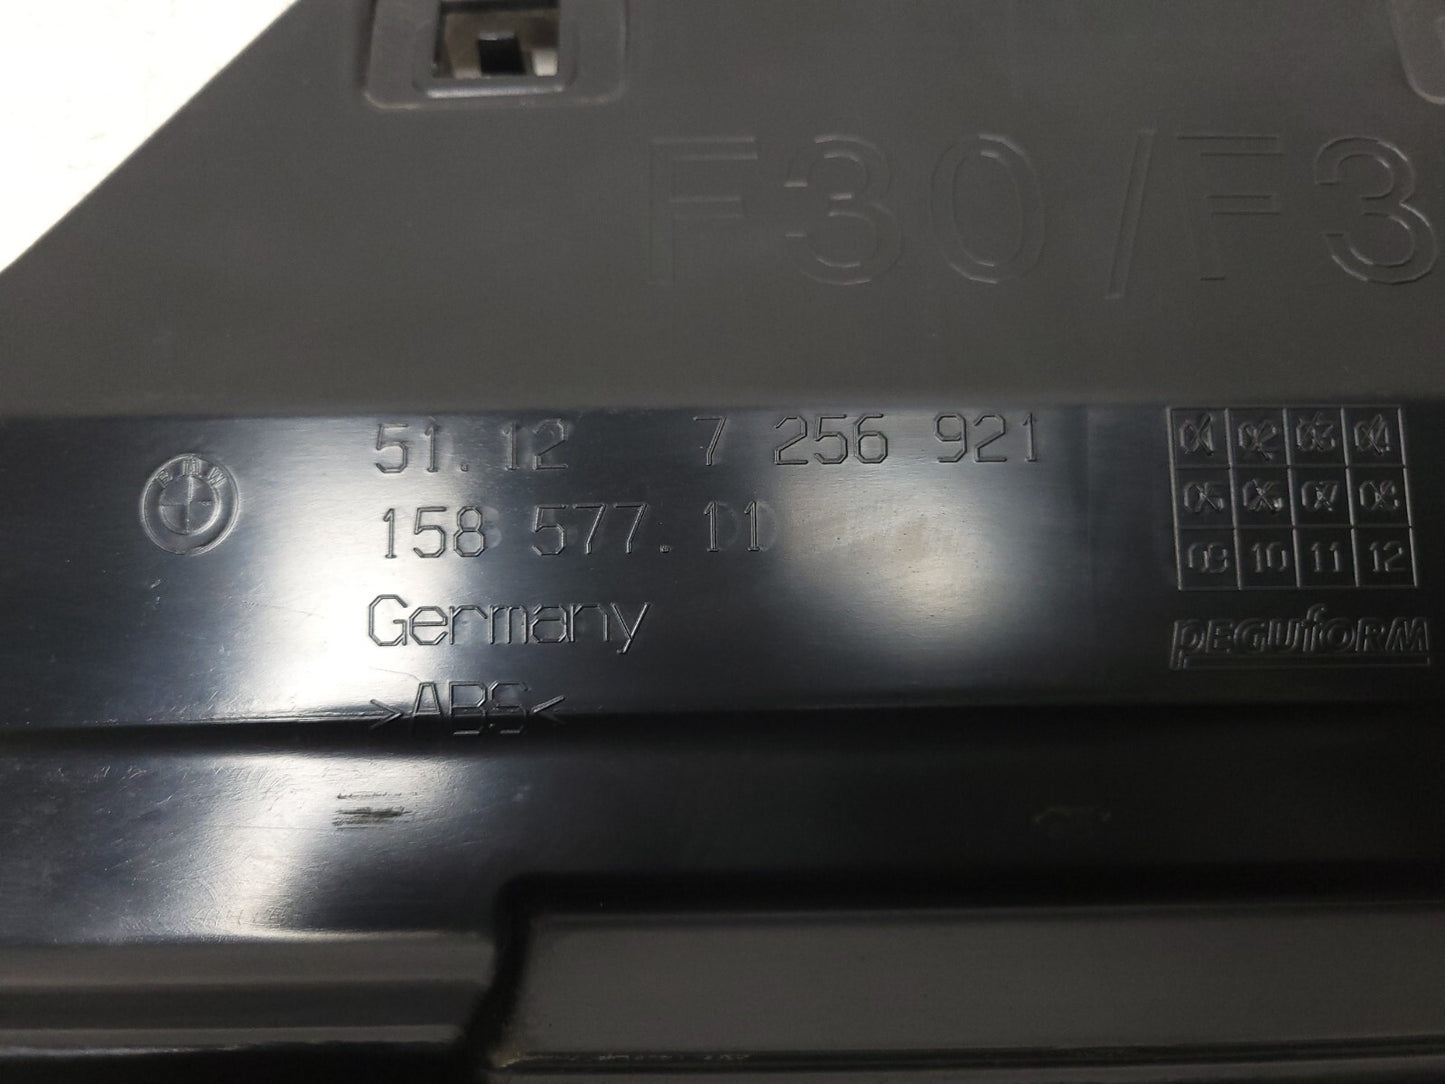 F30/F3
51.12 7 256 921
158 577.11
Germany
>ABS<
BMW
01 02 03 04
05 06 07 08
09 10 11 12
peguform